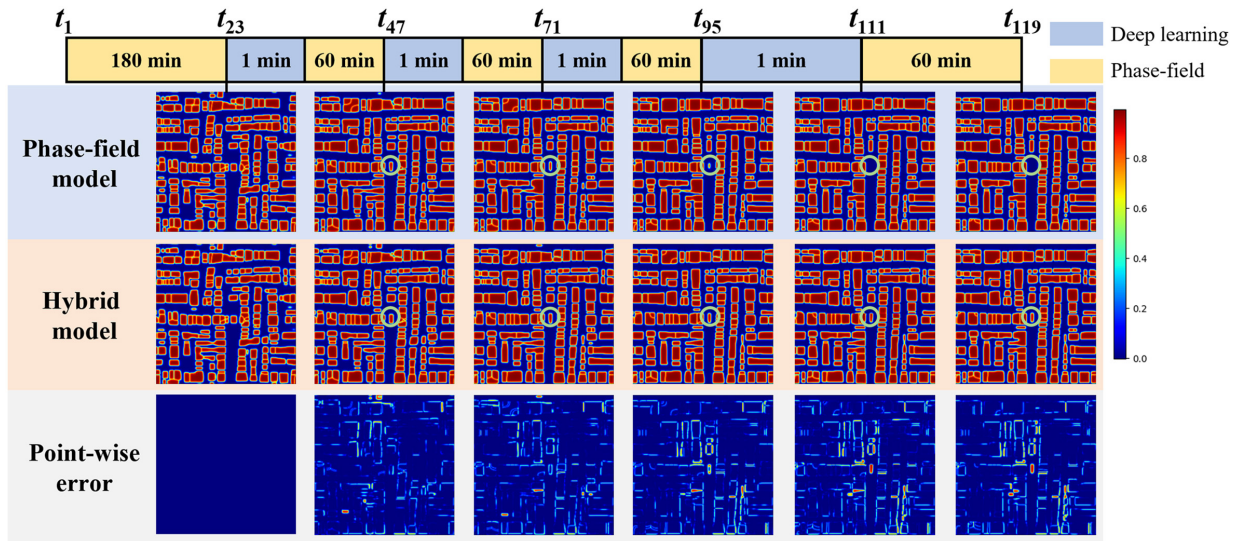 t1 t23 t47 t71 t95 t111 t119
180 min 1 min 60 min 1 min 60 min 1 min 60 min 1 min 60 min
Deep learning
Phase-field
Phase-field
model
Hybrid
model
Point-wise
error
0.8
0.6
0.4
0.2
0.0